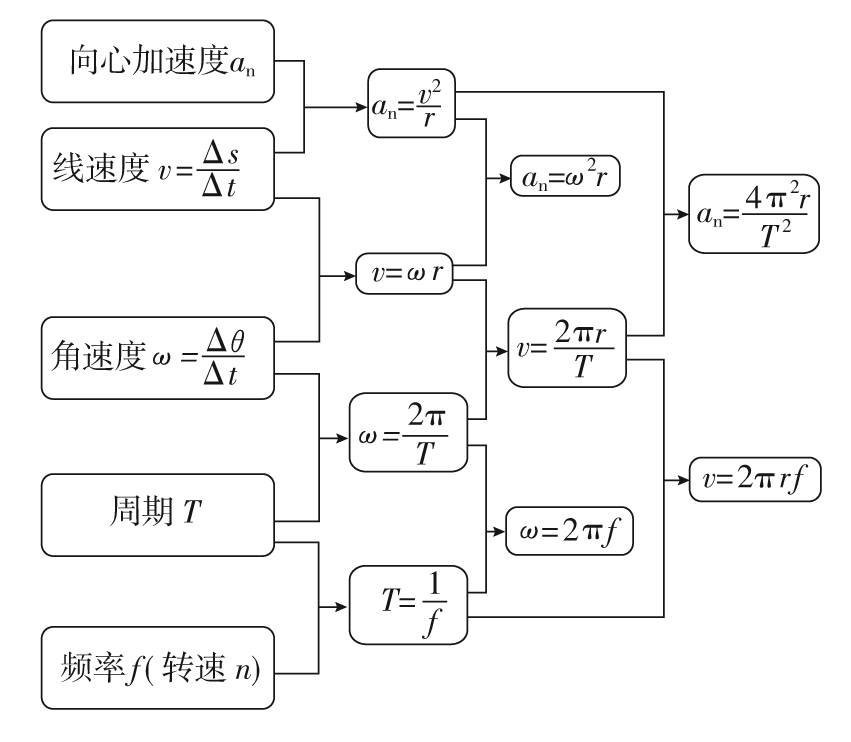 向心加速度aₙ
线速度 v=Δs/Δt
角速度 ω=Δθ/Δt
周期 T
频率f(转速 n)
aₙ=v²/r
v=ω r
ω=2π/T
T=1/f
aₙ=ω²r
v=2πr/T
ω=2πf
aₙ=4π²r/T²
v=2πrf